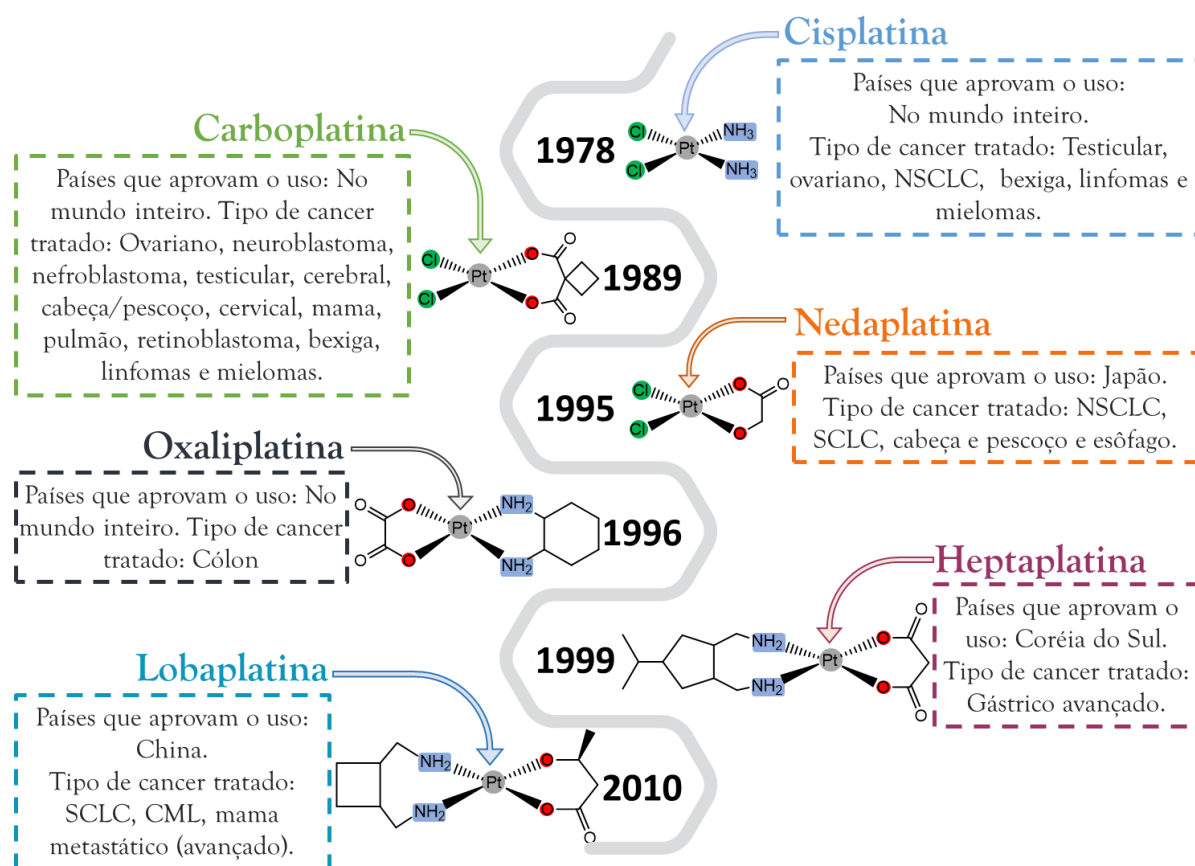 Cisplatina
Países que aprovam o uso:
No mundo inteiro.
Tipo de cancer tratado: Testicular,
ovariano, NSCLC, bexiga, linfomas e
mielomas.
1978
Cl
Cl
Pt
NH3
NH3
Carboplatina
Países que aprovam o uso: No
mundo inteiro. Tipo de cancer
tratado: Ovariano, neuroblastoma,
nefroblastoma, testicular, cerebral,
cabeça/pescoço, cervical, mama,
pulmão, retinoblastoma, bexiga,
linfomas e mielomas.
Cl
Cl
Pt
O
O
O
O
1989
Nedaplatina
Países que aprovam o uso: Japão.
Tipo de cancer tratado: NSCLC,
SCLC, cabeça e pescoço e esôfago.
1995
Cl
Cl
Pt
O
O
O
Oxaliplatina
Países que aprovam o uso: No
mundo inteiro. Tipo de cancer
tratado: Cólon
O
O
O
O
Pt
NH2
NH2
1996
Heptaplatina
Países que aprovam o
uso: Coréia do Sul.
Tipo de cancer tratado:
Gástrico avançado.
1999
NH2
NH2
Pt
O
O
O
O
Lobaplatina
Países que aprovam o uso:
China.
Tipo de cancer tratado:
SCLC, CML, mama
metastático (avançado).
NH2
NH2
Pt
O
O
O
2010